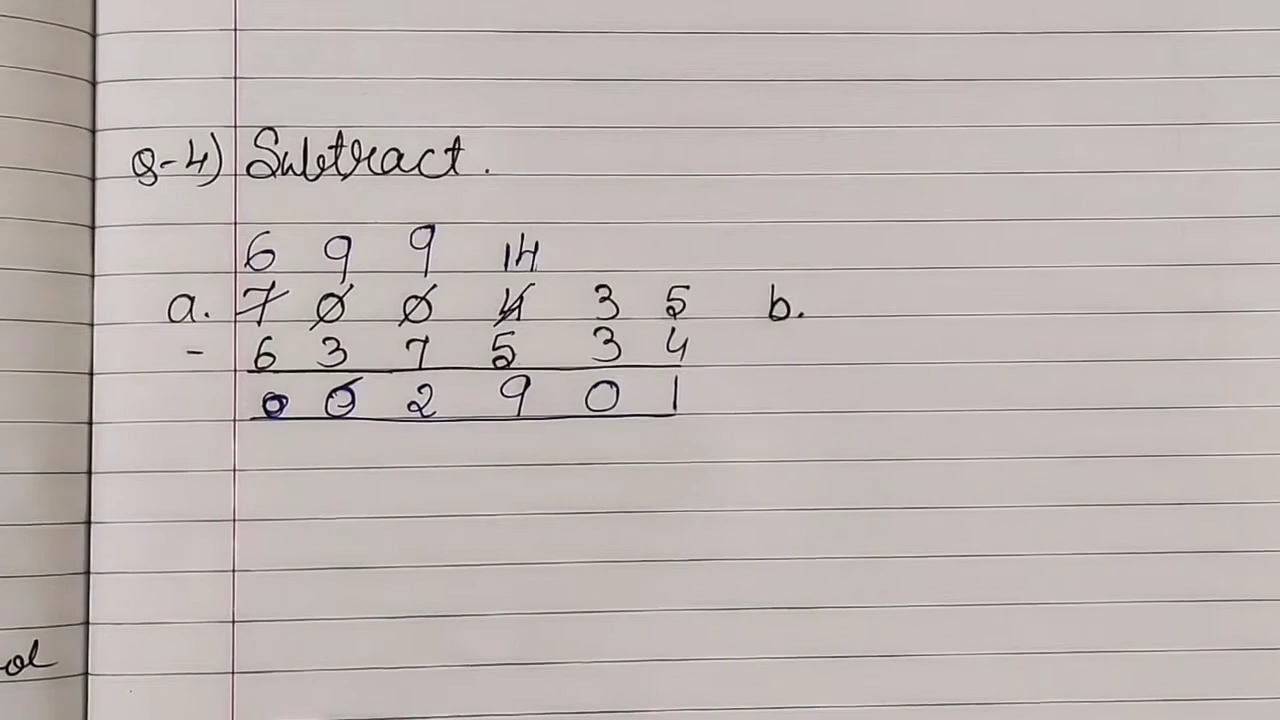 Q-4) Subtract.
6 9 9 14
a. 7 0 0 4 3 5 b.
- 6 3 7 5 3 4
0 0 2 9 0 1